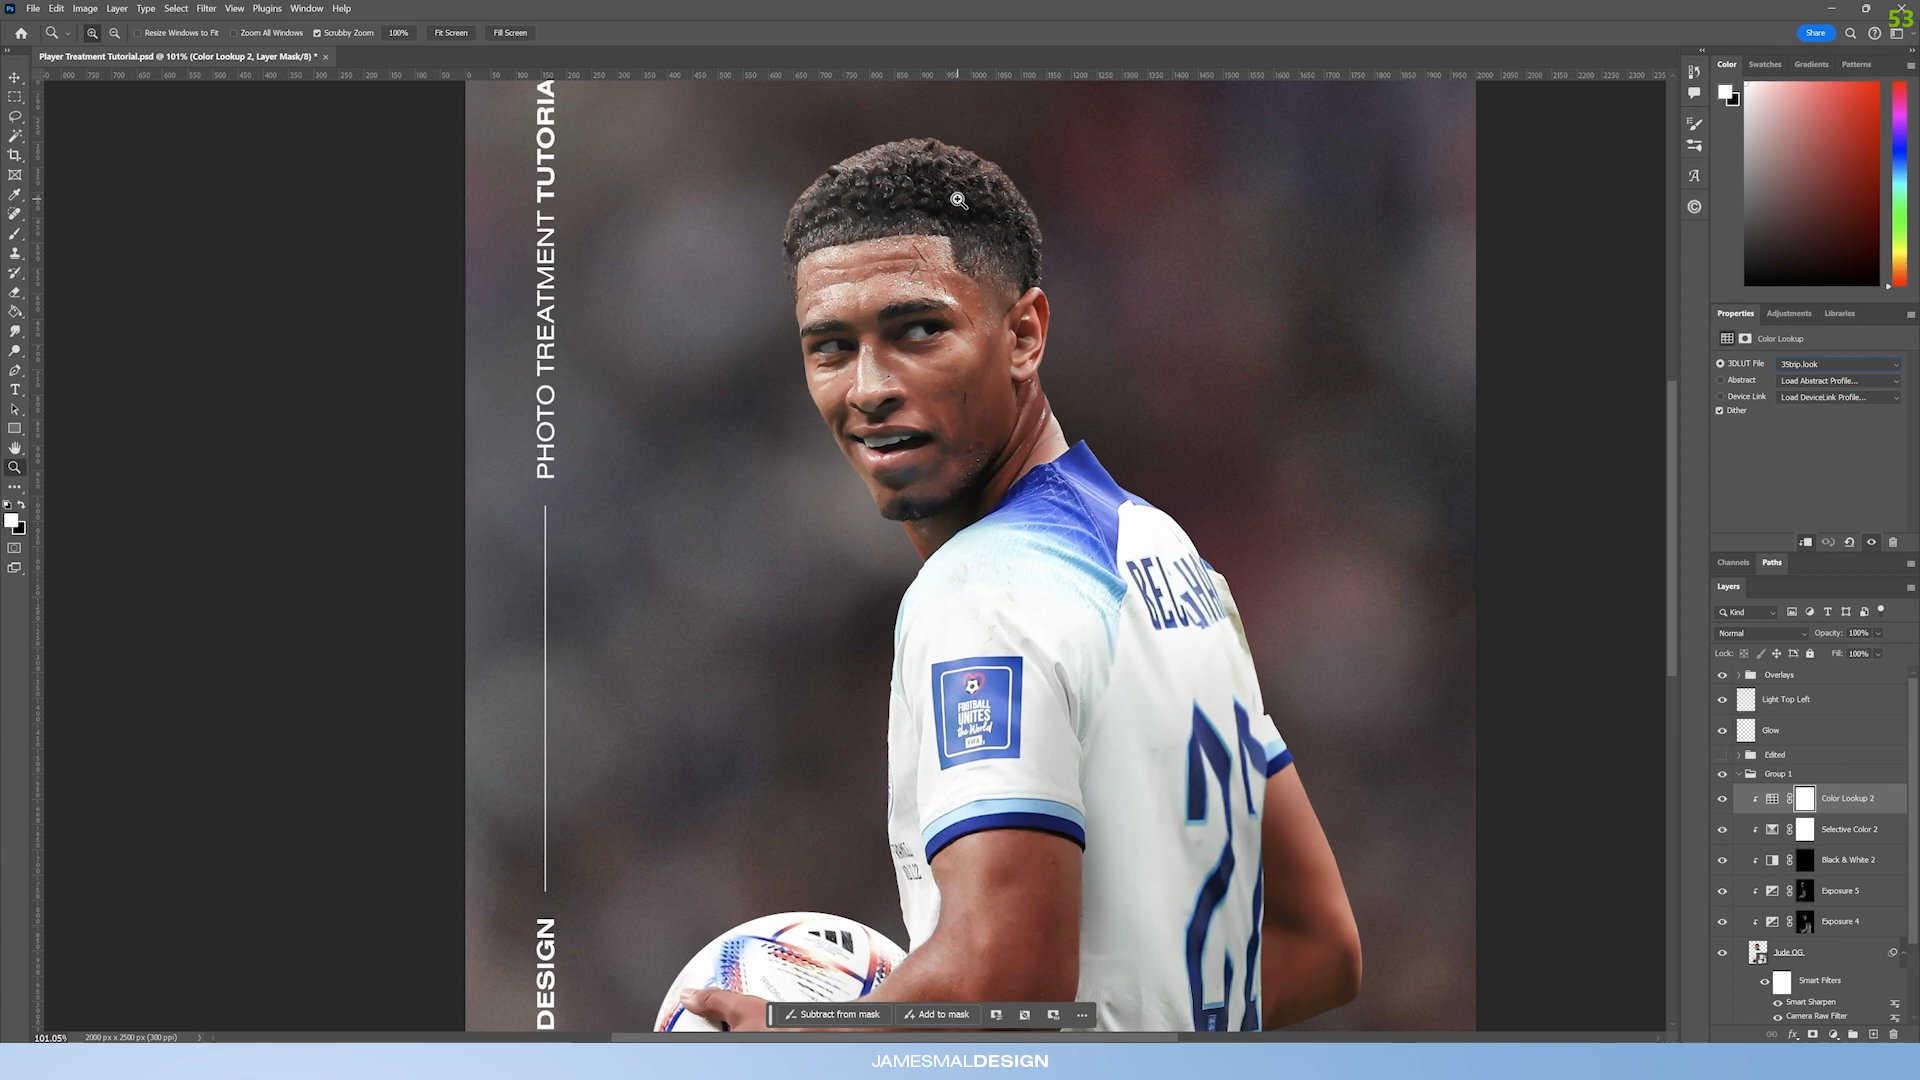 File Edit Image Layer Type Select Filter View Plugins Window Help
53
Resize Windows to Fit Zoom All Windows Scrubby Zoom 100% Fit Screen Fill Screen
Share
Player Treatment Tutorial.psd @ 101% (Color Lookup 2, Layer Mask/8) *
Color Swatches Gradients Patterns
Properties Adjustments Libraries
Color Lookup
3DLUT File 3Strip.look
Abstract Load Abstract Profile...
Device Link Load DeviceLink Profile...
Dither
Channels Paths
Layers
Kind
Normal Opacity: 100%
Lock: Fill: 100%
Overlays
Light Top Left
Glow
Edited
Group 1
Color Lookup 2
Selective Color 2
Black & White 2
Exposure 5
Exposure 4
Jude OG
Smart Filters
Smart Sharpen
Camera Raw Filter
PHOTO TREATMENT TUTORIA
DESIGN
FOOTBALL
UNITES
the World
FIFA
Subtract from mask Add to mask
101.05% 2000 px x 2500 px (300 ppi)
JAMESMALDESIGN